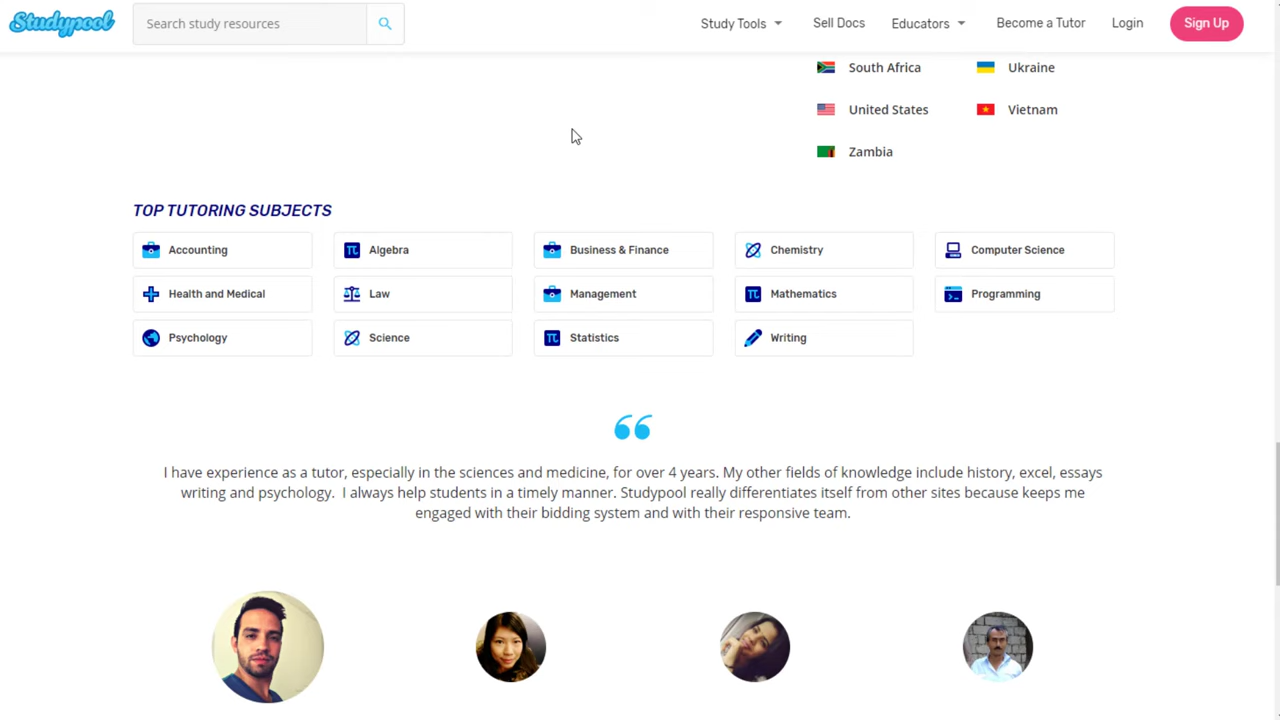 Studypool
Search study resources
Study Tools
Sell Docs
Educators
Become a Tutor
Login
Sign Up
South Africa
Ukraine
United States
Vietnam
Zambia
TOP TUTORING SUBJECTS
Accounting
Algebra
Business & Finance
Chemistry
Computer Science
Health and Medical
Law
Management
Mathematics
Programming
Psychology
Science
Statistics
Writing
I have experience as a tutor, especially in the sciences and medicine, for over 4 years. My other fields of knowledge include history, excel, essays
writing and psychology.  I always help students in a timely manner. Studypool really differentiates itself from other sites because keeps me
engaged with their bidding system and with their responsive team.